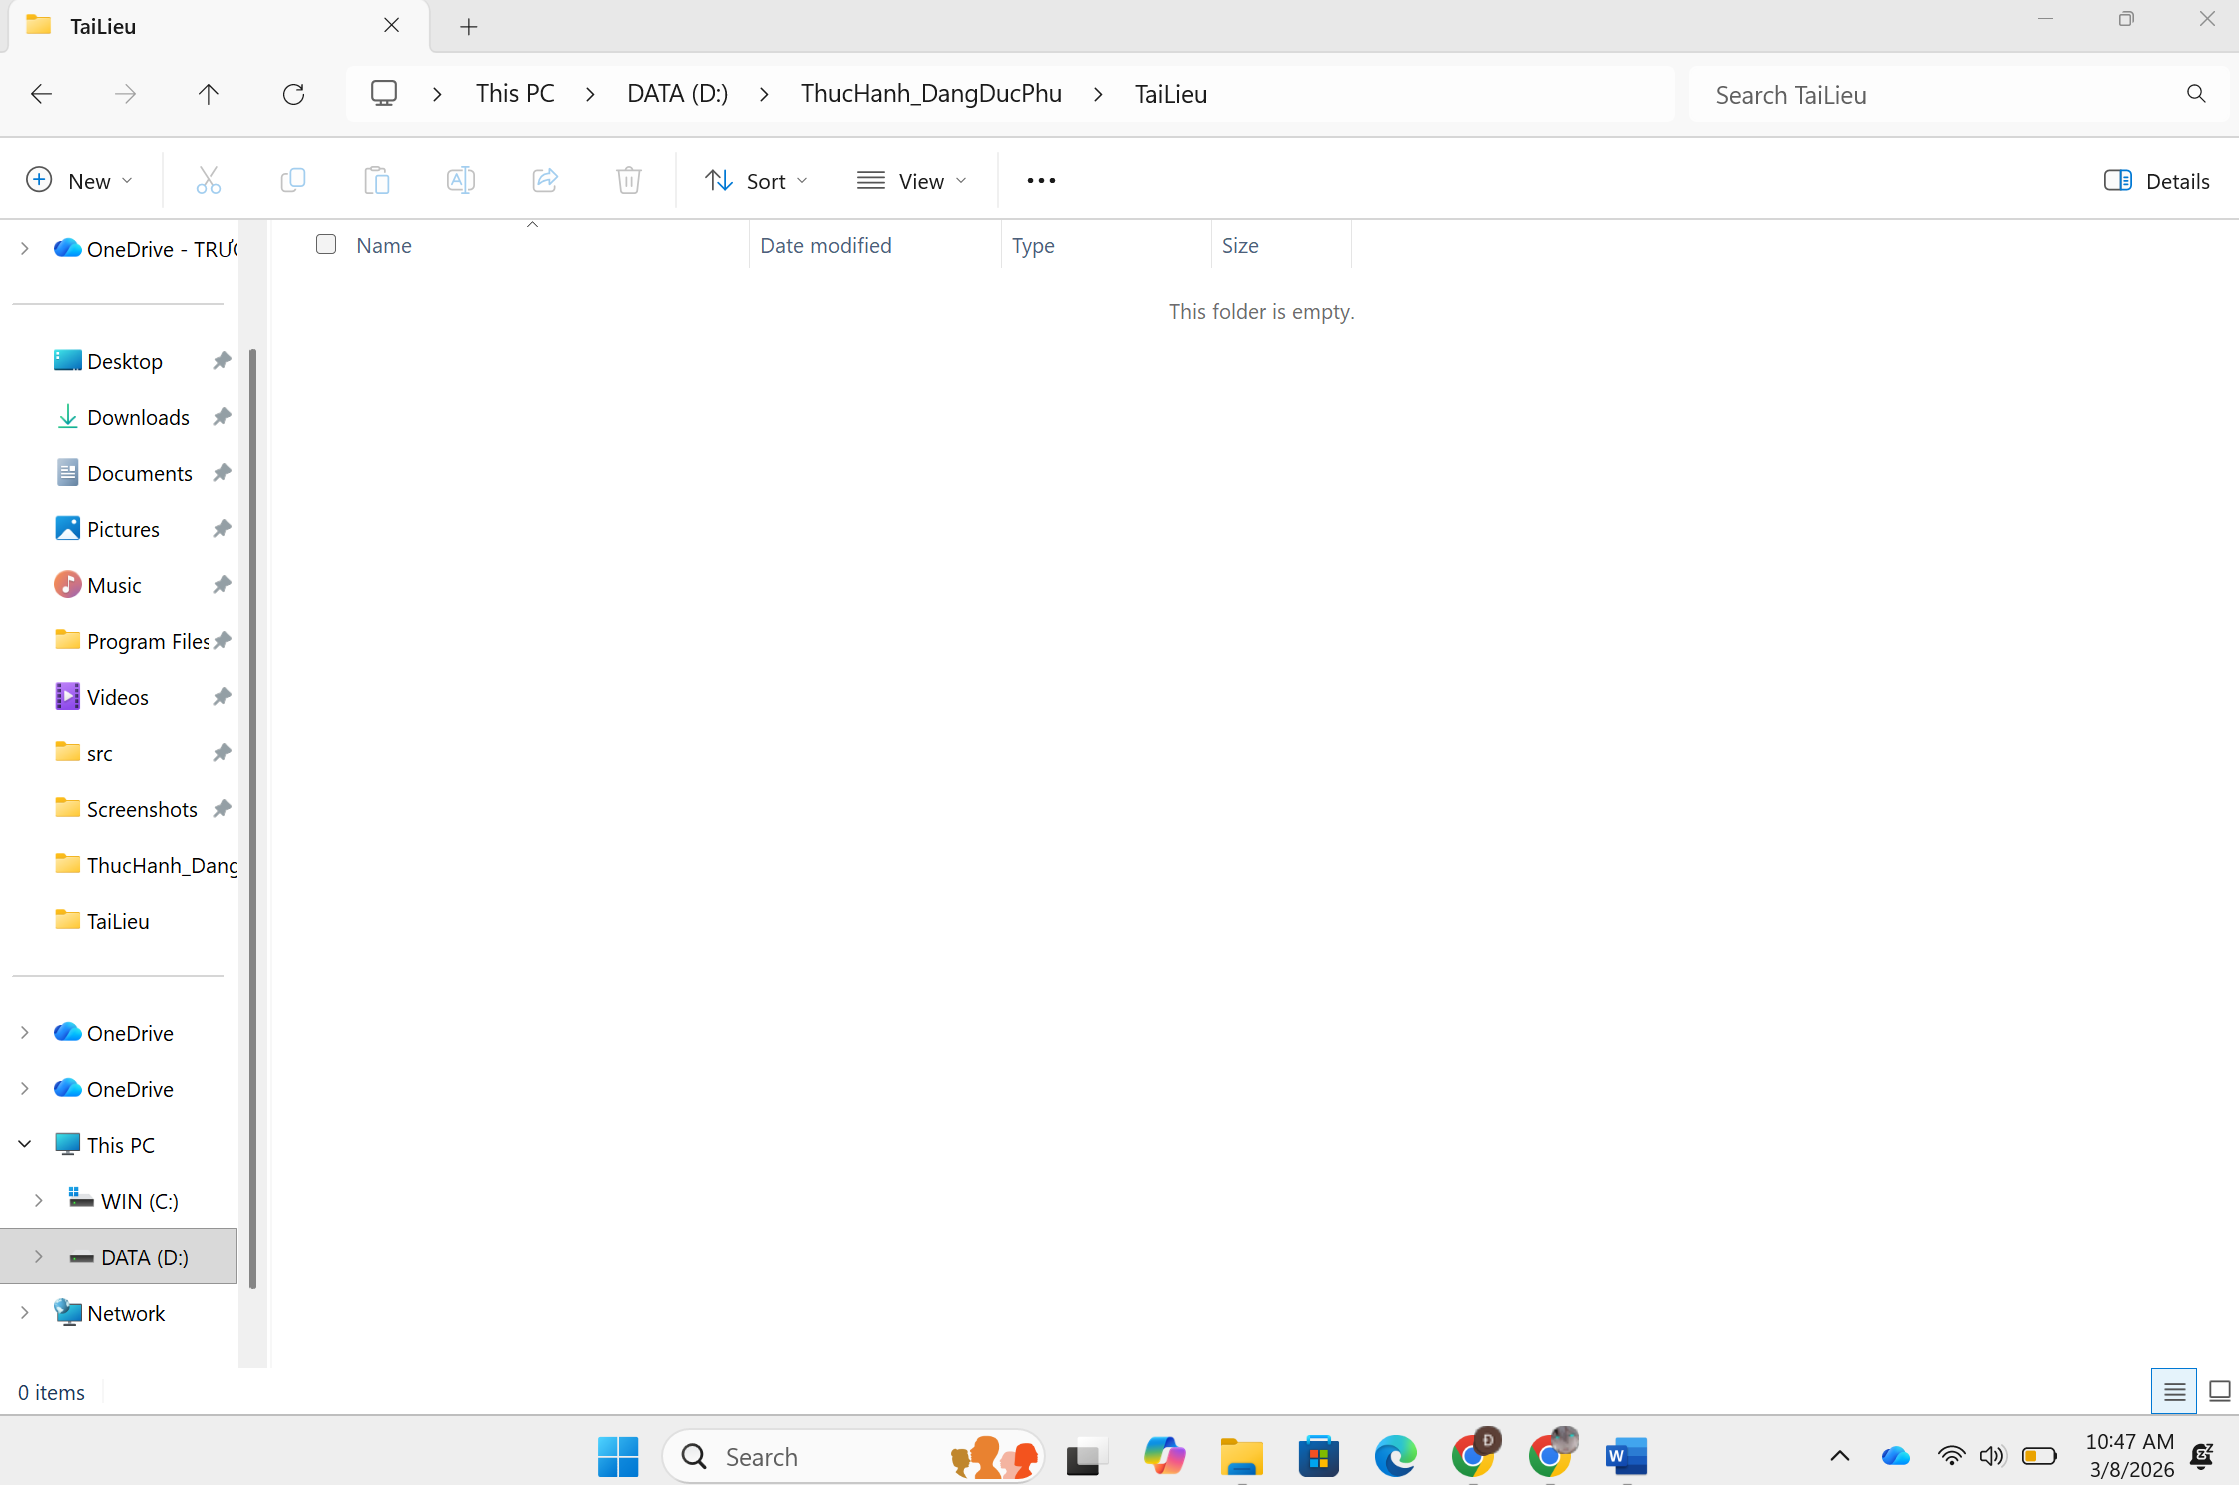 TaiLieu
This PC
DATA (D:)
ThucHanh_DangDucPhu
TaiLieu
Search TaiLieu
New
Sort
View
Details
Name
Date modified
Type
Size
This folder is empty.
OneDrive - TRƯ
Desktop
Downloads
Documents
Pictures
Music
Program Files
Videos
src
Screenshots
ThucHanh_Dang
TaiLieu
OneDrive
OneDrive
This PC
WIN (C:)
DATA (D:)
Network
0 items
Search
10:47 AM
3/8/2026